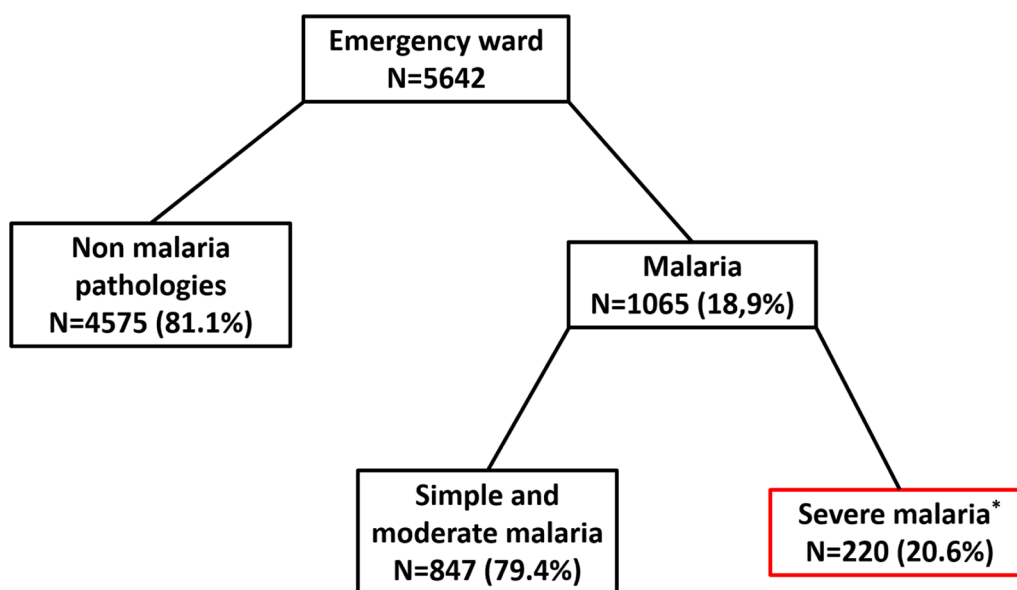 Emergency ward
N=5642
Non malaria
pathologies
N=4575 (81.1%)
Malaria
N=1065 (18,9%)
Simple and
moderate malaria
N=847 (79.4%)
Severe malaria*
N=220 (20.6%)